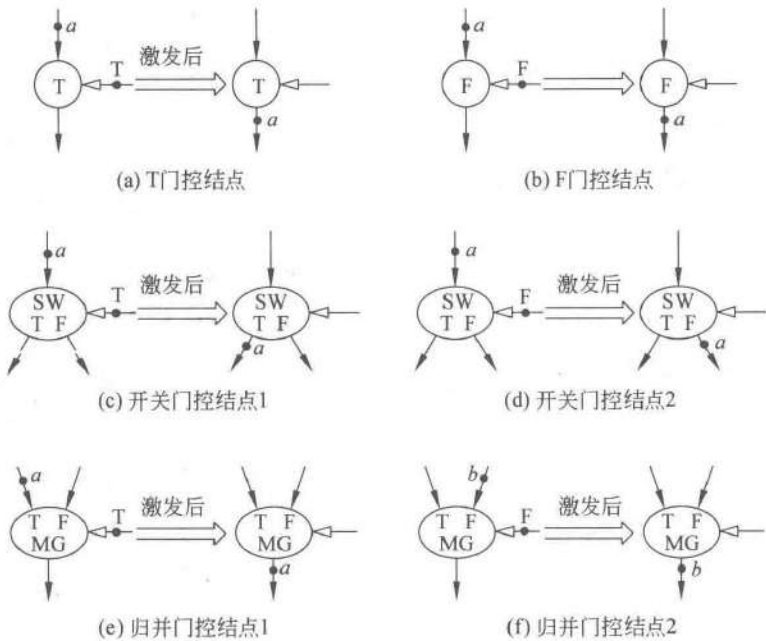 a
a
T
激发后
F
T
T
F
F
a
a
(a) T门控结点
(b) F门控结点
a
a
T
激发后
F
激发后
SW
T F
SW
T F
SW
T F
SW
T F
a
a
(c) 开关门控结点1
(d) 开关门控结点2
a
b
T
激发后
F
激发后
T F
MG
T F
MG
T F
MG
T F
MG
a
b
(e) 归并门控结点1
(f) 归并门控结点2